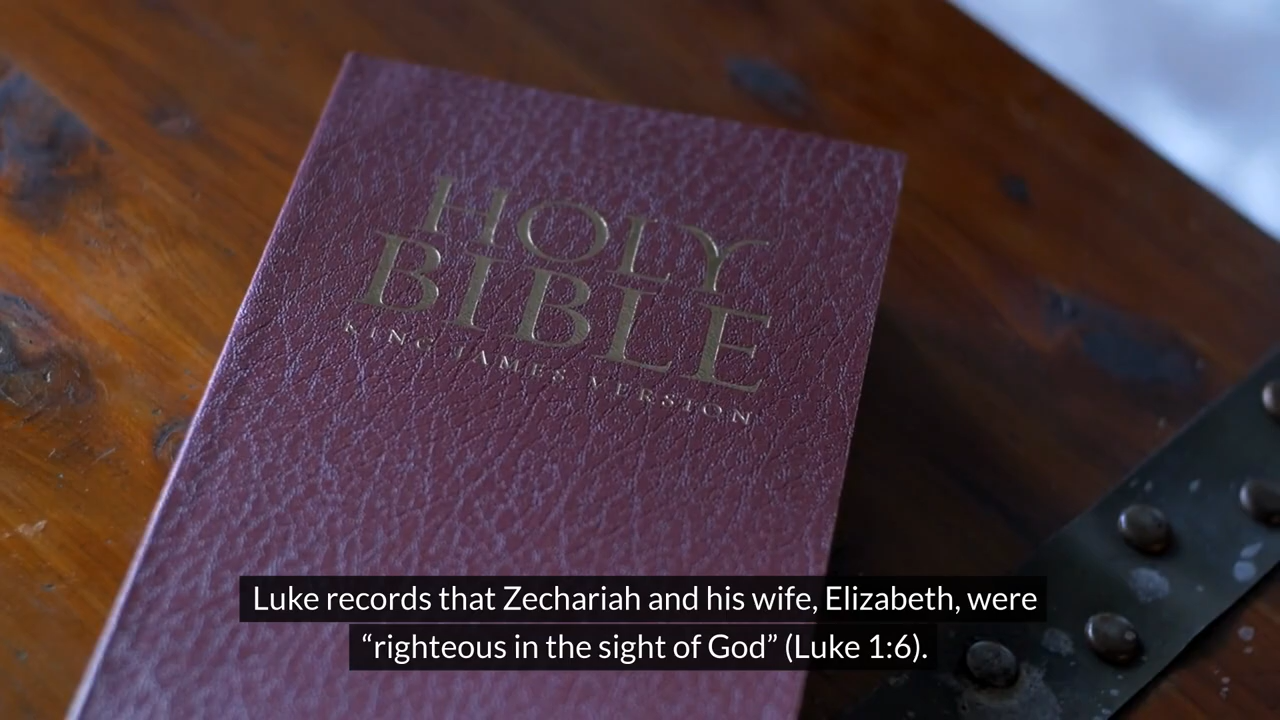 HOLY
BIBLE
KING JAMES VERSION
Luke records that Zechariah and his wife, Elizabeth, were
“righteous in the sight of God” (Luke 1:6).